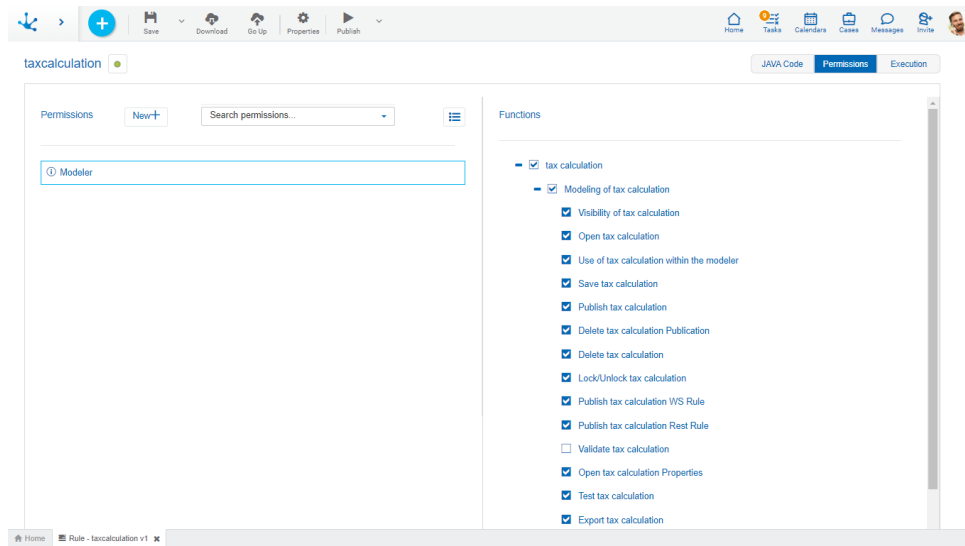 Save
Download
Go Up
Properties
Publish
Home
9
Tasks
Calendars
Cases
Messages
Invite
taxcalculation
JAVA Code
Permissions
Execution
Permissions
New+
Search permissions...
Functions
Modeler
tax calculation
Modeling of tax calculation
Visibility of tax calculation
Open tax calculation
Use of tax calculation within the modeler
Save tax calculation
Publish tax calculation
Delete tax calculation Publication
Delete tax calculation
Lock/Unlock tax calculation
Publish tax calculation WS Rule
Publish tax calculation Rest Rule
Validate tax calculation
Open tax calculation Properties
Test tax calculation
Export tax calculation
Home
Rule - taxcalculation v1